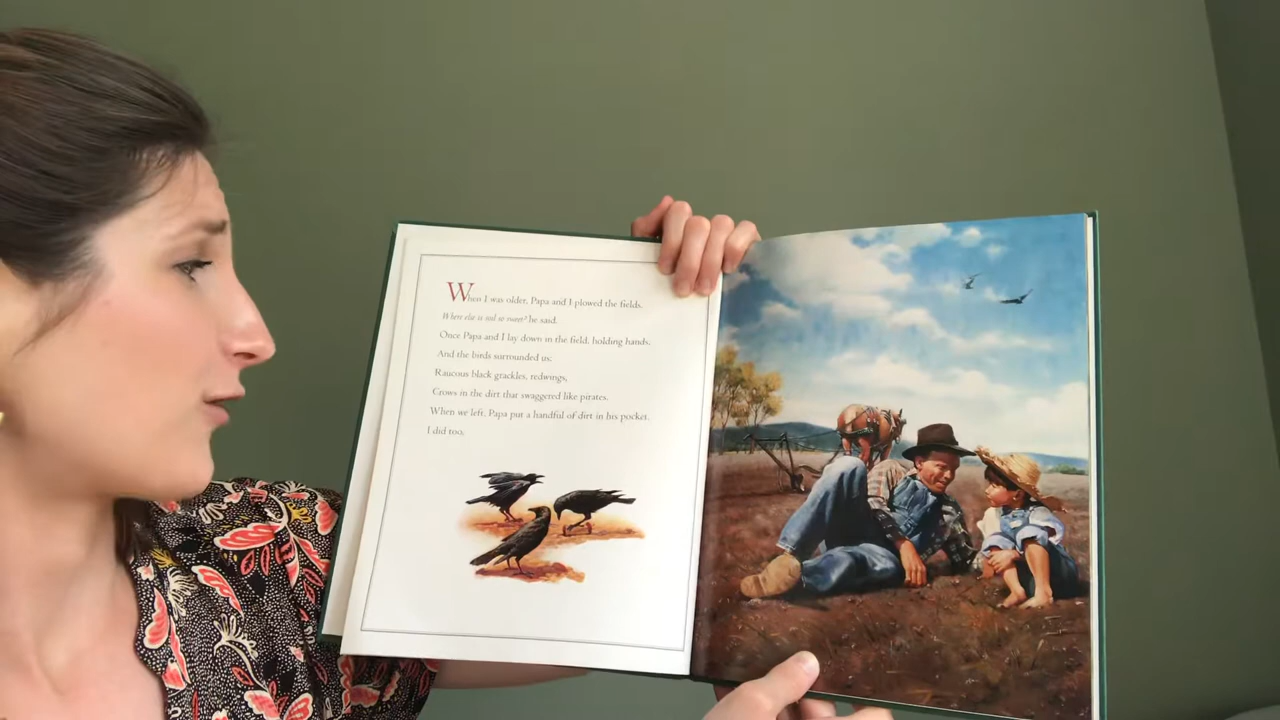 When I was older, Papa and I plowed the fields.
Where else is soil so sweet? he said.
Once Papa and I lay down in the field, holding hands,
And the birds surrounded us:
Raucous black grackles, redwings,
Crows in the dirt that swaggered like pirates.
When we left, Papa put a handful of dirt in his pocket.
I did too.